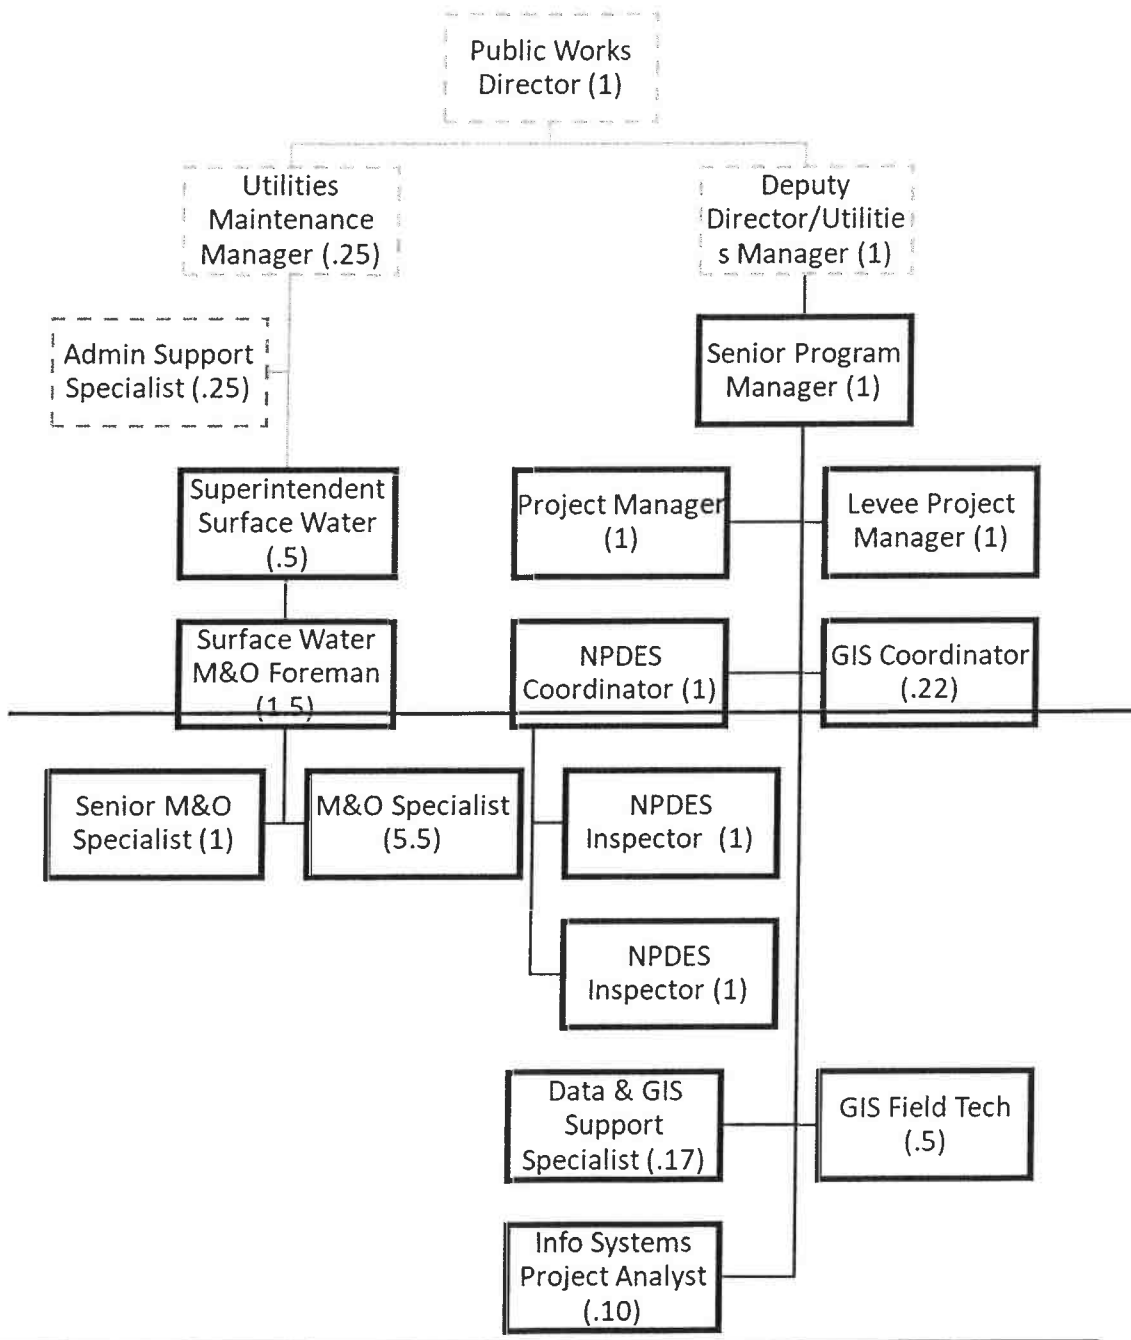 Public Works
Director (1)
Utilities
Maintenance
Manager (.25)
Deputy
Director/Utilitie
s Manager (1)
Admin Support
Specialist (.25)
Senior Program
Manager (1)
Superintendent
Surface Water
(.5)
Project Manager
(1)
Levee Project
Manager (1)
Surface Water
M&O Foreman
(1.5)
NPDES
Coordinator (1)
GIS Coordinator
(.22)
Senior M&O
Specialist (1)
M&O Specialist
(5.5)
NPDES
Inspector (1)
NPDES
Inspector (1)
Data & GIS
Support
Specialist (.17)
GIS Field Tech
(.5)
Info Systems
Project Analyst
(.10)